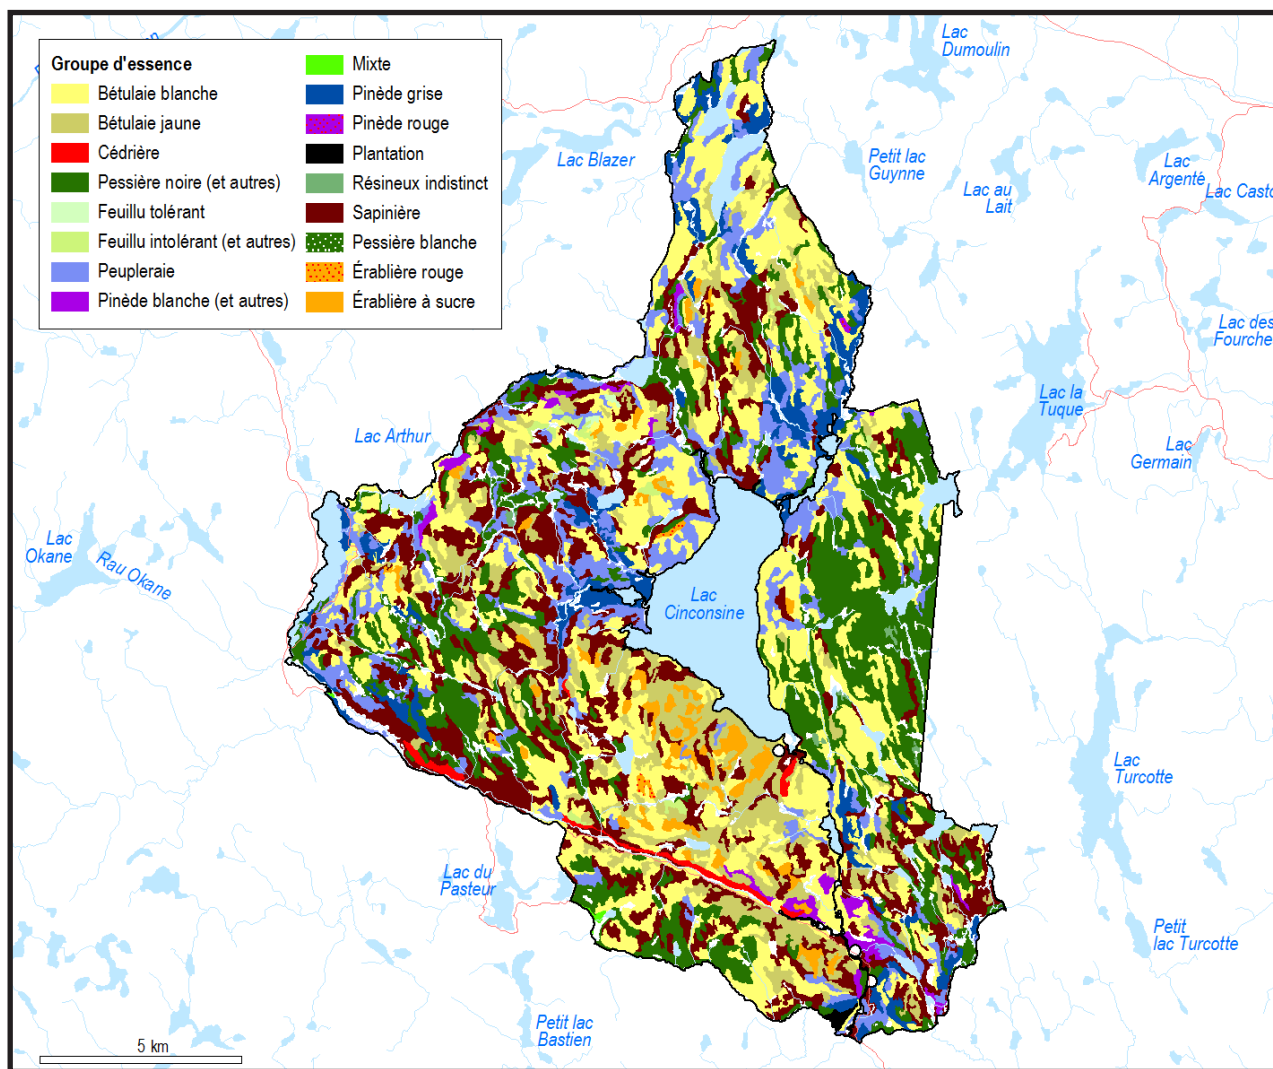 Groupe d'essence
Bétulaie blanche
Bétulaie jaune
Cédrière
Pessière noire (et autres)
Feuillu tolérant
Feuillu intolérant (et autres)
Peupleraie
Pinède blanche (et autres)
Mixte
Pinède grise
Pinède rouge
Plantation
Résineux indistinct
Sapinière
Pessière blanche
Érablière rouge
Érablière à sucre
Lac
Dumoulin
Lac Blazer
Petit lac
Guynne
Lac au
Lait
Lac
Argenté
Lac Casto
Lac des
Fourche
Lac la
Tuque
Lac
Germain
Lac Arthur
Lac
Okane
Rau Okane
Lac
Cinconsine
Lac
Turcotte
Lac du
Pasteur
Petit
lac Turcotte
Petit lac
Bastien
5 km